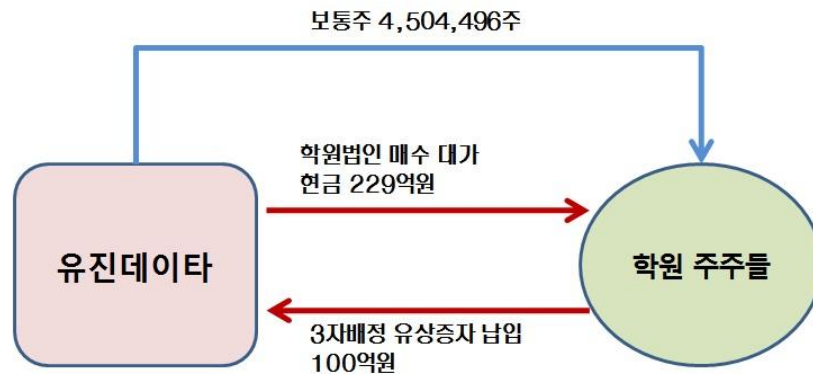 보통주 4,504,496주
학원법인 매수 대가
현금 229억원
유진데이타
학원 주주들
3자배정 유상증자 납입
100억원